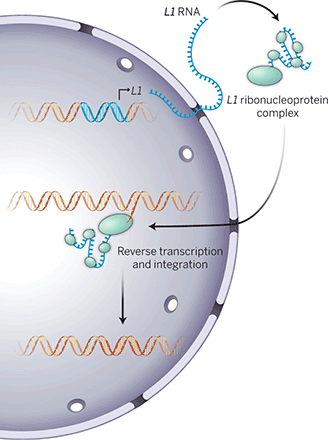 L1 RNA
L1
L1 ribonucleoprotein
complex
Reverse transcription
and integration